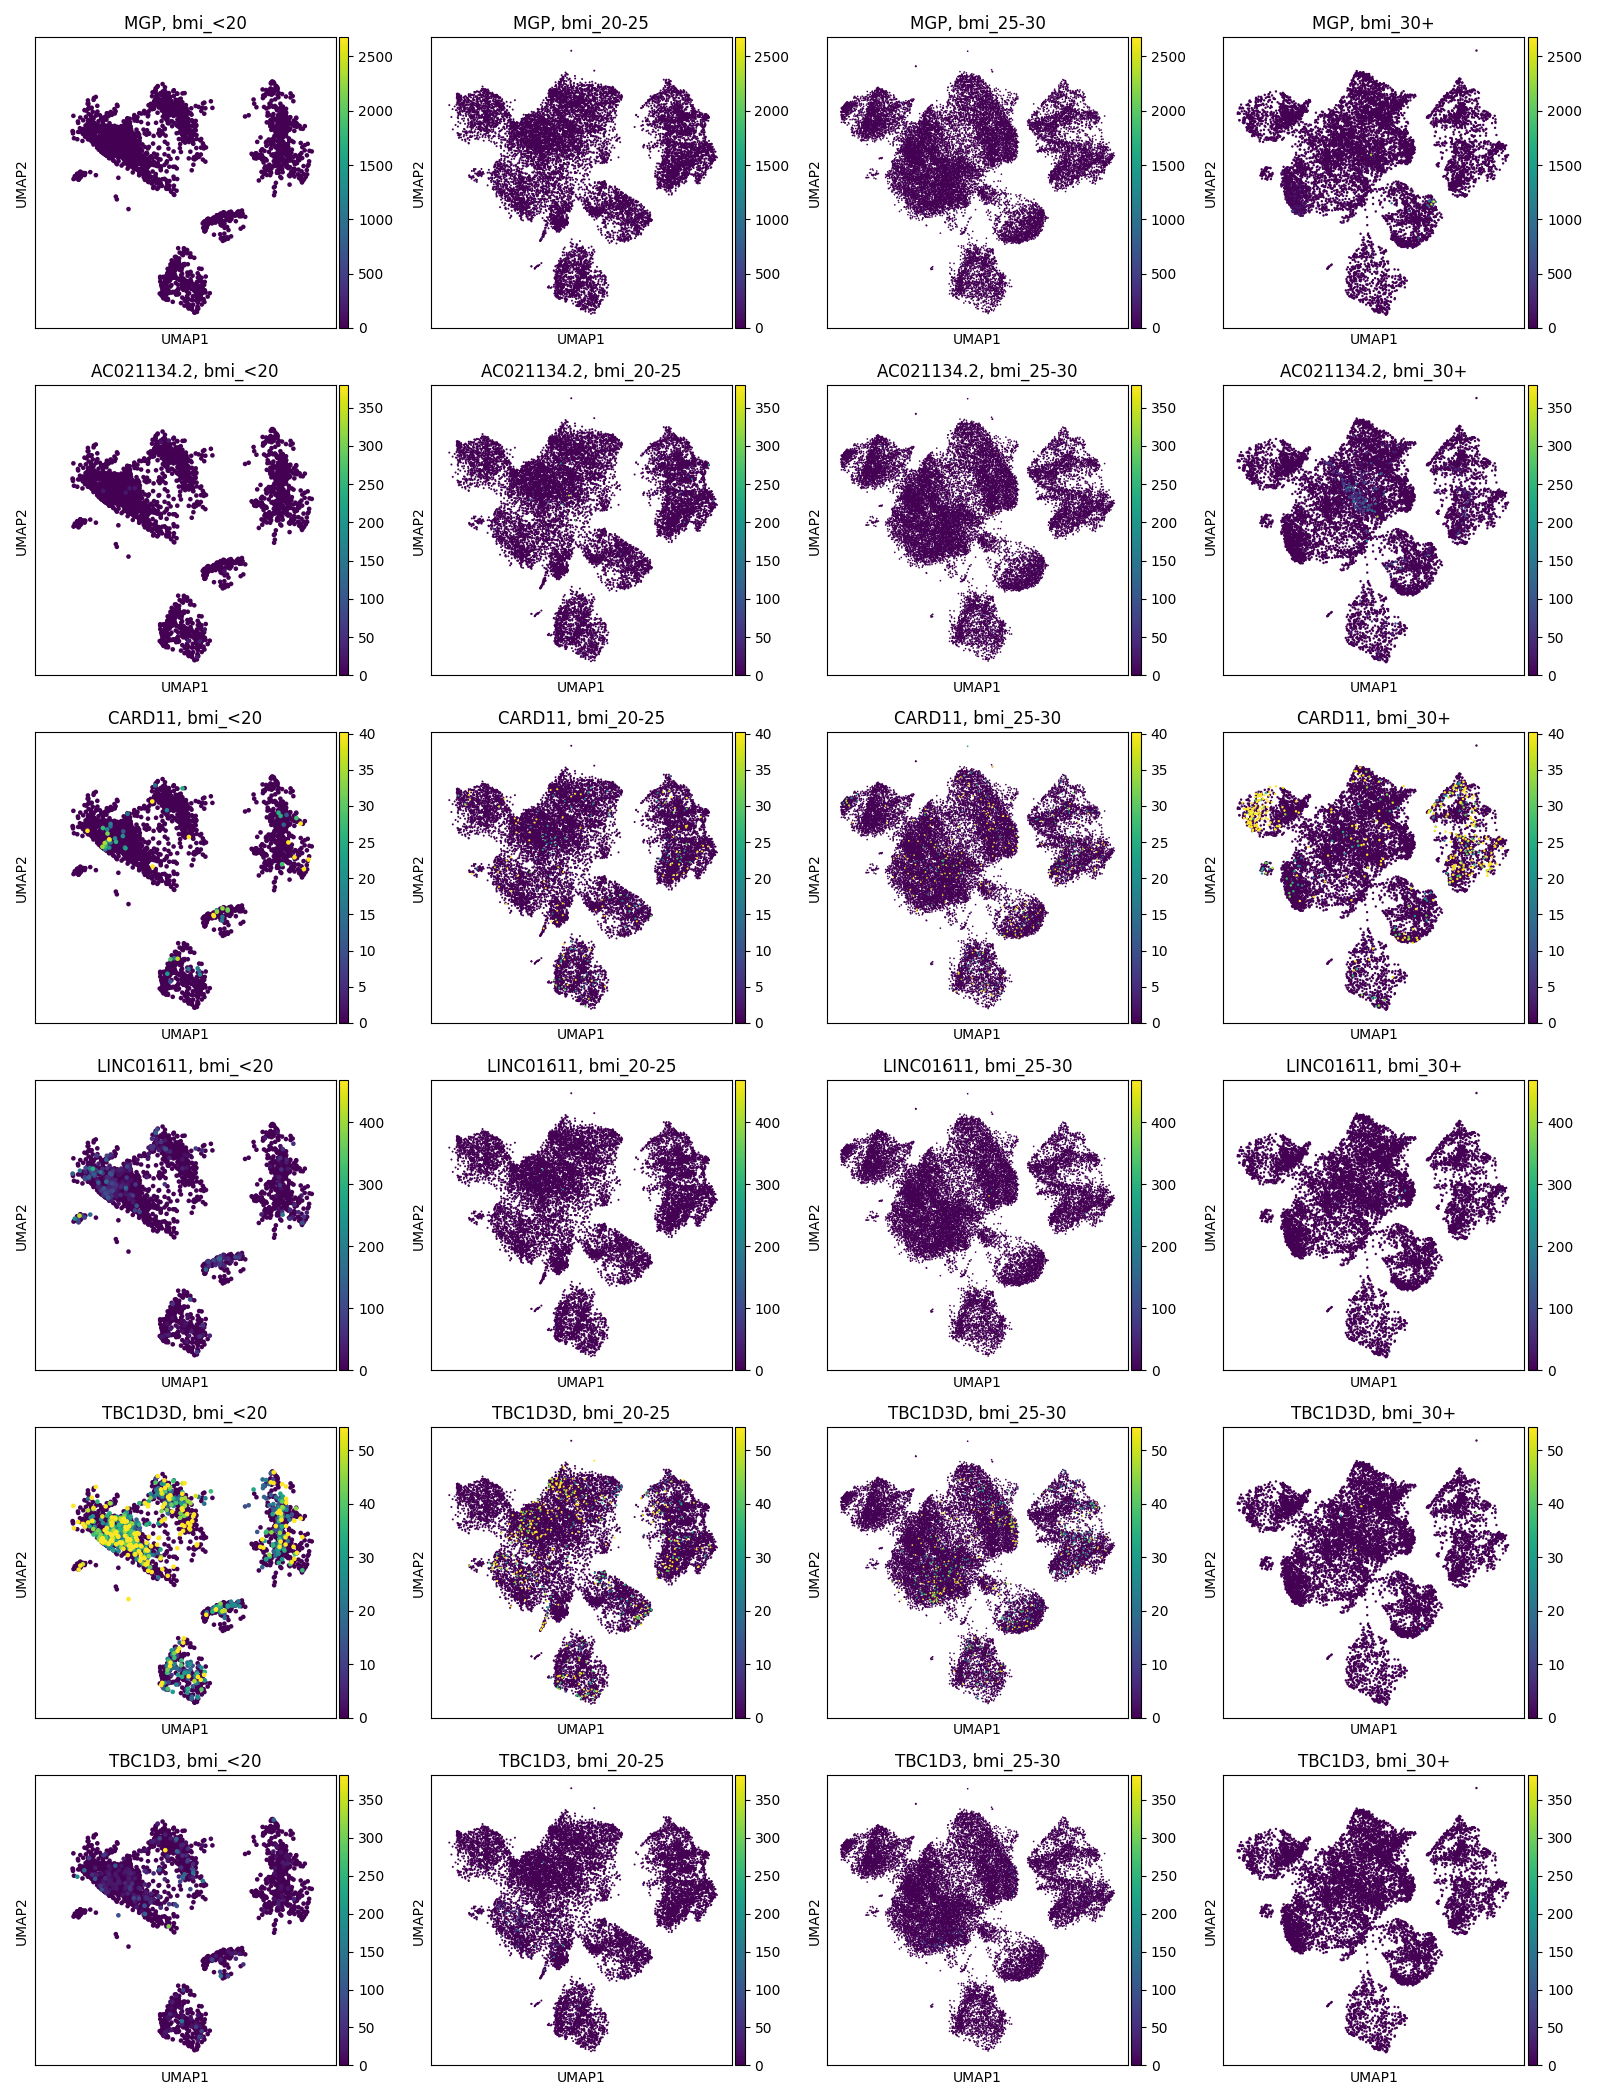 MGP, bmi_<20
MGP, bmi_20-25
MGP, bmi_25-30
MGP, bmi_30+
UMAP2
UMAP1
2500
2000
1500
1000
500
0
UMAP2
UMAP1
2500
2000
1500
1000
500
0
UMAP2
UMAP1
2500
2000
1500
1000
500
0
UMAP2
UMAP1
2500
2000
1500
1000
500
0
AC021134.2, bmi_<20
AC021134.2, bmi_20-25
AC021134.2, bmi_25-30
AC021134.2, bmi_30+
UMAP2
UMAP1
350
300
250
200
150
100
50
0
UMAP2
UMAP1
350
300
250
200
150
100
50
0
UMAP2
UMAP1
350
300
250
200
150
100
50
0
UMAP2
UMAP1
350
300
250
200
150
100
50
0
CARD11, bmi_<20
CARD11, bmi_20-25
CARD11, bmi_25-30
CARD11, bmi_30+
UMAP2
UMAP1
40
35
30
25
20
15
10
5
0
UMAP2
UMAP1
40
35
30
25
20
15
10
5
0
UMAP2
UMAP1
40
35
30
25
20
15
10
5
0
UMAP2
UMAP1
40
35
30
25
20
15
10
5
0
LINC01611, bmi_<20
LINC01611, bmi_20-25
LINC01611, bmi_25-30
LINC01611, bmi_30+
UMAP2
UMAP1
400
300
200
100
0
UMAP2
UMAP1
400
300
200
100
0
UMAP2
UMAP1
400
300
200
100
0
UMAP2
UMAP1
400
300
200
100
0
TBC1D3D, bmi_<20
TBC1D3D, bmi_20-25
TBC1D3D, bmi_25-30
TBC1D3D, bmi_30+
UMAP2
UMAP1
50
40
30
20
10
0
UMAP2
UMAP1
50
40
30
20
10
0
UMAP2
UMAP1
50
40
30
20
10
0
UMAP2
UMAP1
50
40
30
20
10
0
TBC1D3, bmi_<20
TBC1D3, bmi_20-25
TBC1D3, bmi_25-30
TBC1D3, bmi_30+
UMAP2
UMAP1
350
300
250
200
150
100
50
0
UMAP2
UMAP1
350
300
250
200
150
100
50
0
UMAP2
UMAP1
350
300
250
200
150
100
50
0
UMAP2
UMAP1
350
300
250
200
150
100
50
0